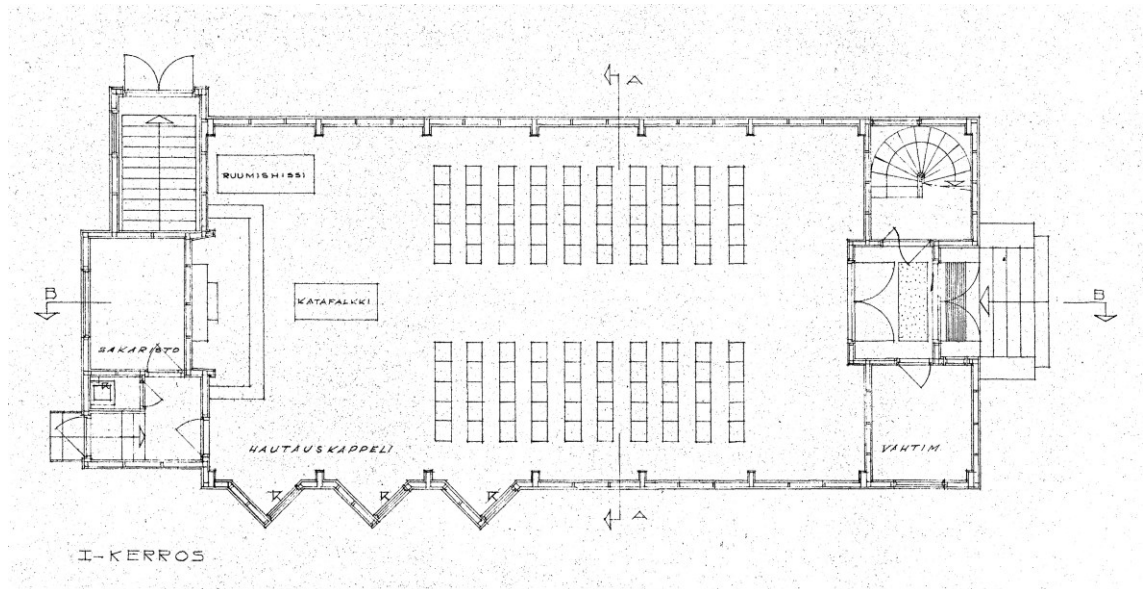 A
RUUMISHISSI
B
KATAFALKKI
B
SAKARISTO
HAUTAUSKAPPELI
VAHTIM.
R
R
R
A
I-KERROS